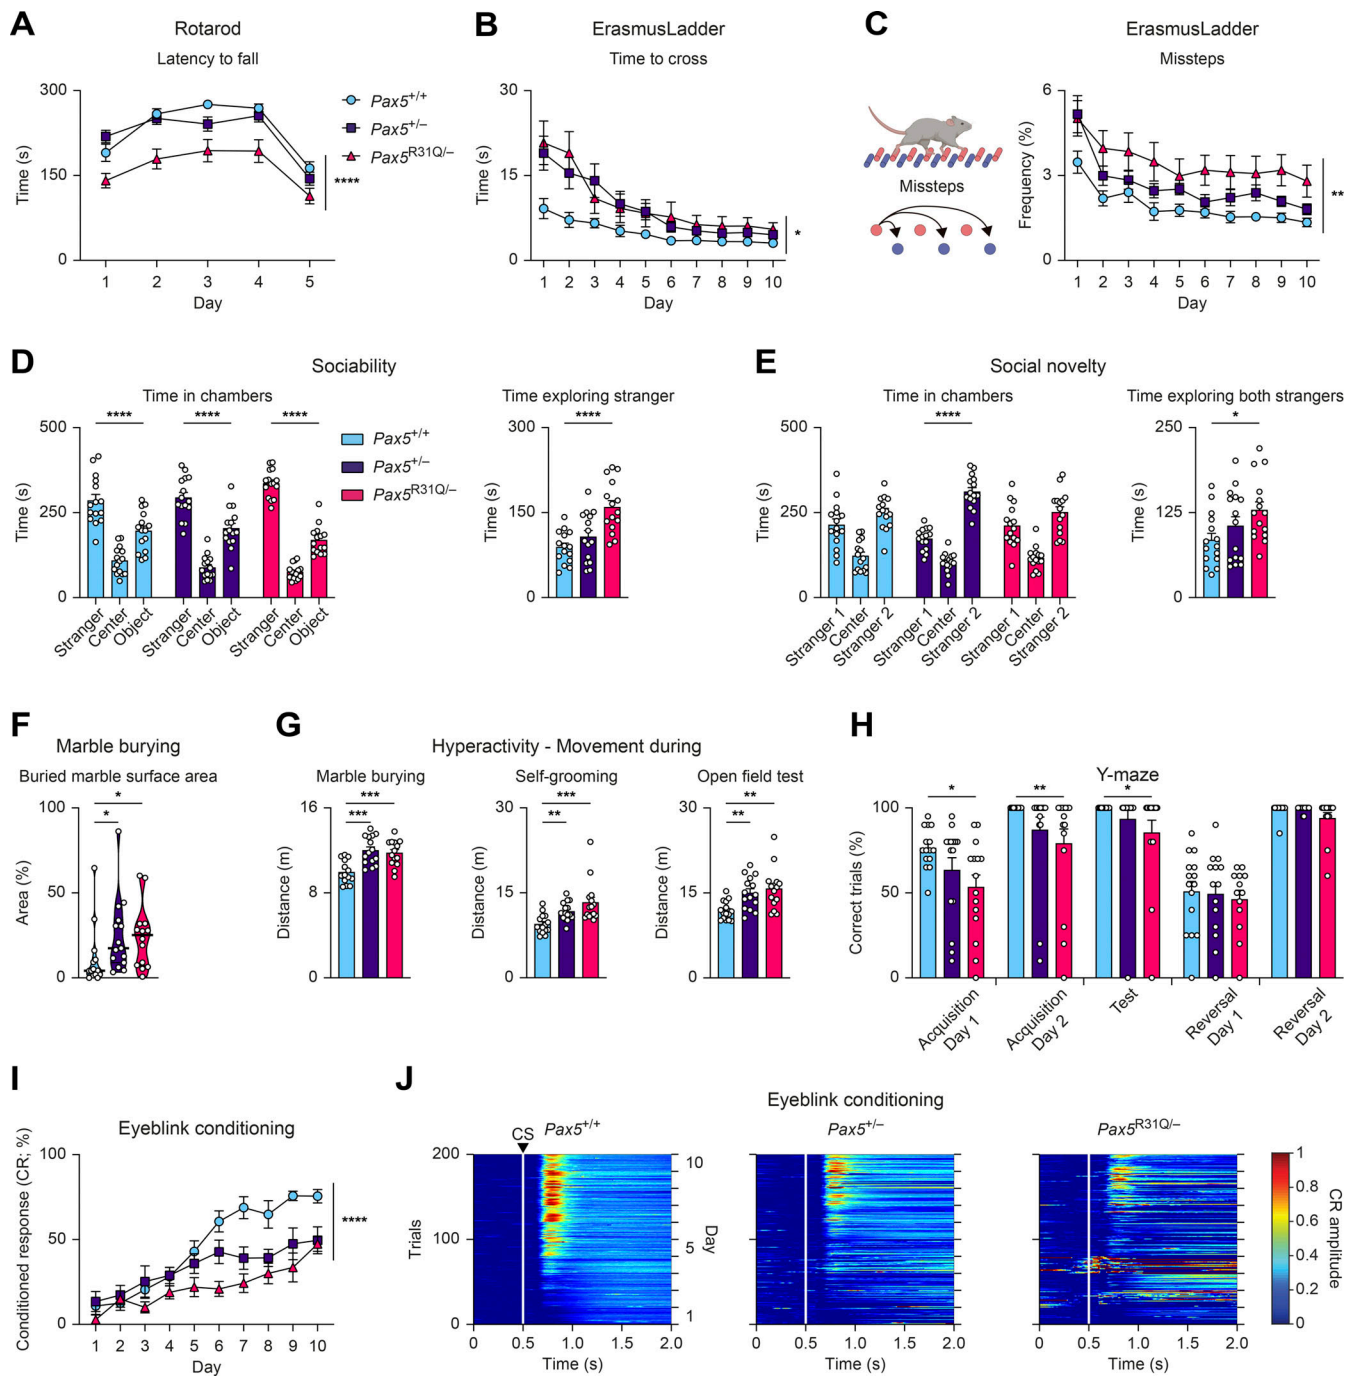 A
Rotarod
Latency to fall
300
150
0
Time (s)
1 2 3 4 5
Day
****
Pax5+/+
Pax5+/–
Pax5R31Q/–
B
ErasmusLadder
Time to cross
30
15
0
Time (s)
1 2 3 4 5 6 7 8 9 10
Day
*
C
ErasmusLadder
Missteps
Missteps
6
3
0
Frequency (%)
1 2 3 4 5 6 7 8 9 10
Day
**
D
Sociability
Time in chambers
**** **** ****
500
250
0
Time (s)
Stranger Center Object Stranger Center Object Stranger Center Object
Pax5+/+
Pax5+/–
Pax5R31Q/–
Time exploring stranger
****
300
150
0
Time (s)
E
Social novelty
Time in chambers
****
500
250
0
Time (s)
Stranger 1 Center Stranger 2 Stranger 1 Center Stranger 2 Stranger 1 Center Stranger 2
Time exploring both strangers
*
250
125
0
Time (s)
F
Marble burying
Buried marble surface area
*
*
100
50
0
Area (%)
G
Hyperactivity - Movement during
Marble burying
***
***
16
8
0
Distance (m)
Self-grooming
***
**
30
15
0
Distance (m)
Open field test
**
**
30
15
0
Distance (m)
H
Y-maze
* ** *
100
50
0
Correct trials (%)
Acquisition
Day 1
Acquisition
Day 2
Test
Reversal
Day 1
Reversal
Day 2
I
Eyeblink conditioning
100
50
0
Conditioned response (CR; %)
1 2 3 4 5 6 7 8 9 10
Day
****
J
Eyeblink conditioning
CS
Pax5+/+
200
150
100
50
0
Trials
10
5
1
Day
0 0.5 1.0 1.5 2.0
Time (s)
Pax5+/–
0 0.5 1.0 1.5 2.0
Time (s)
Pax5R31Q/–
0 0.5 1.0 1.5 2.0
Time (s)
1
0.8
0.6
0.4
0.2
0
CR amplitude